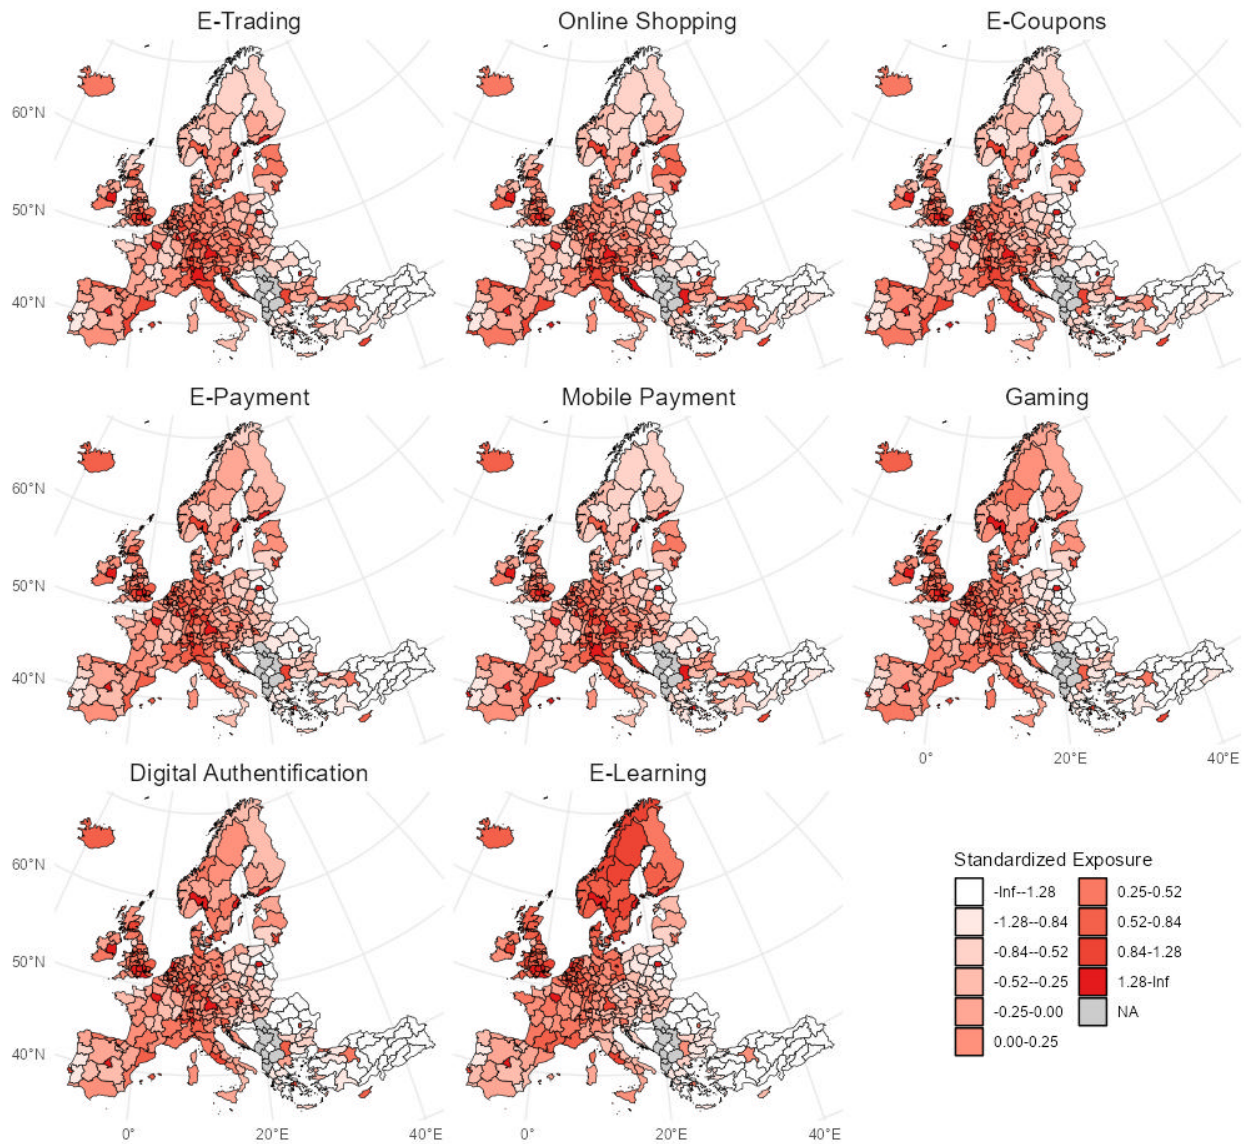 E-Trading
Online Shopping
E-Coupons
60°N
50°N
40°N
E-Payment
Mobile Payment
Gaming
60°N
50°N
40°N
0°
20°E
40°E
Digital Authentification
E-Learning
60°N
50°N
40°N
0°
20°E
0°
20°E
40°E
Standardized Exposure
-Inf--1.28
-1.28--0.84
-0.84--0.52
-0.52--0.25
-0.25-0.00
0.00-0.25
0.25-0.52
0.52-0.84
0.84-1.28
1.28-Inf
NA